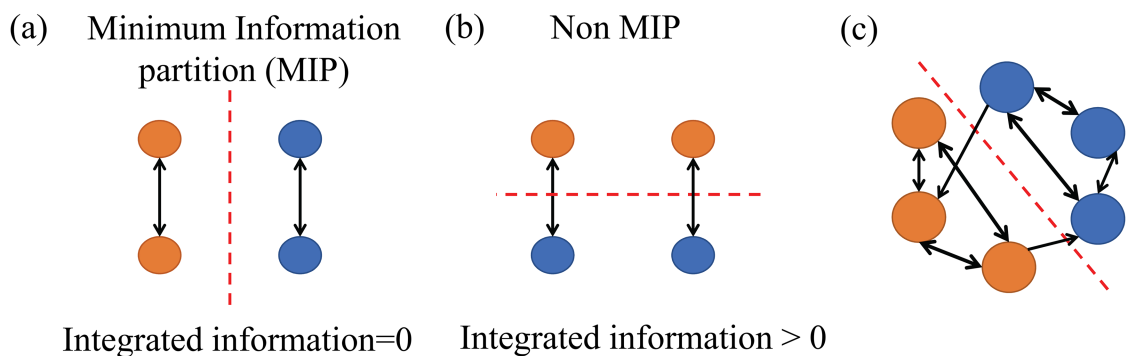 (a) Minimum Information
partition (MIP)
Integrated information=0
(b) Non MIP
Integrated information > 0
(c)